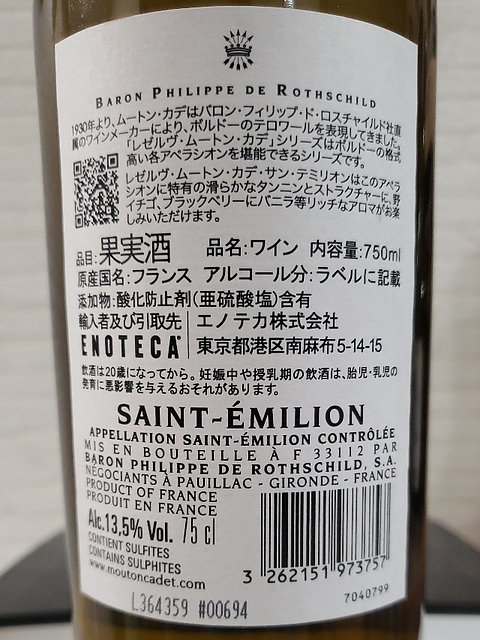 BARON PHILIPPE DE ROTHSCHILD
1930年より、ムートン・カデはバロン・フィリップ・ド・ロスチャイルド社直
属のワインメーカーにより、ボルドーのテロワールを表現してきました。
「レゼルヴ・ムートン・カデ」シリーズはボルドーの格式
高い各アペラシオンを堪能できるシリーズです。
レゼルヴ・ムートン・カデ・サン・テミリオンはこのアペラ
シオンに特有の滑らかなタンニンとストラクチャーに、野
イチゴ、ブラックベリーにバニラ等リッチなアロマがお楽
しみいただけます。
品目:果実酒 品名:ワイン 内容量:750ml
原産国名:フランス アルコール分:ラベルに記載
添加物:酸化防止剤(亜硫酸塩)含有
輸入者及び引取先 エノテカ株式会社
ENOTECA 東京都港区南麻布5-14-15
飲酒は20歳になってから。妊娠中や授乳期の飲酒は、胎児・乳児の
発育に悪影響を与えるおそれがあります。
SAINT-ÉMILION
APPELLATION SAINT-ÉMILION CONTRÔLÉE
MIS EN BOUTEILLE À F 33112 PAR
BARON PHILIPPE DE ROTHSCHILD, S.A.
NÉGOCIANTS À PAUILLAC - GIRONDE - FRANCE
PRODUCT OF FRANCE
PRODUIT EN FRANCE
Alc.13,5% Vol. 75 cl
CONTIENT SULFITES
CONTAINS SULPHITES
www.moutoncadet.com
3 262151 973757
7040799
L364359 #00694